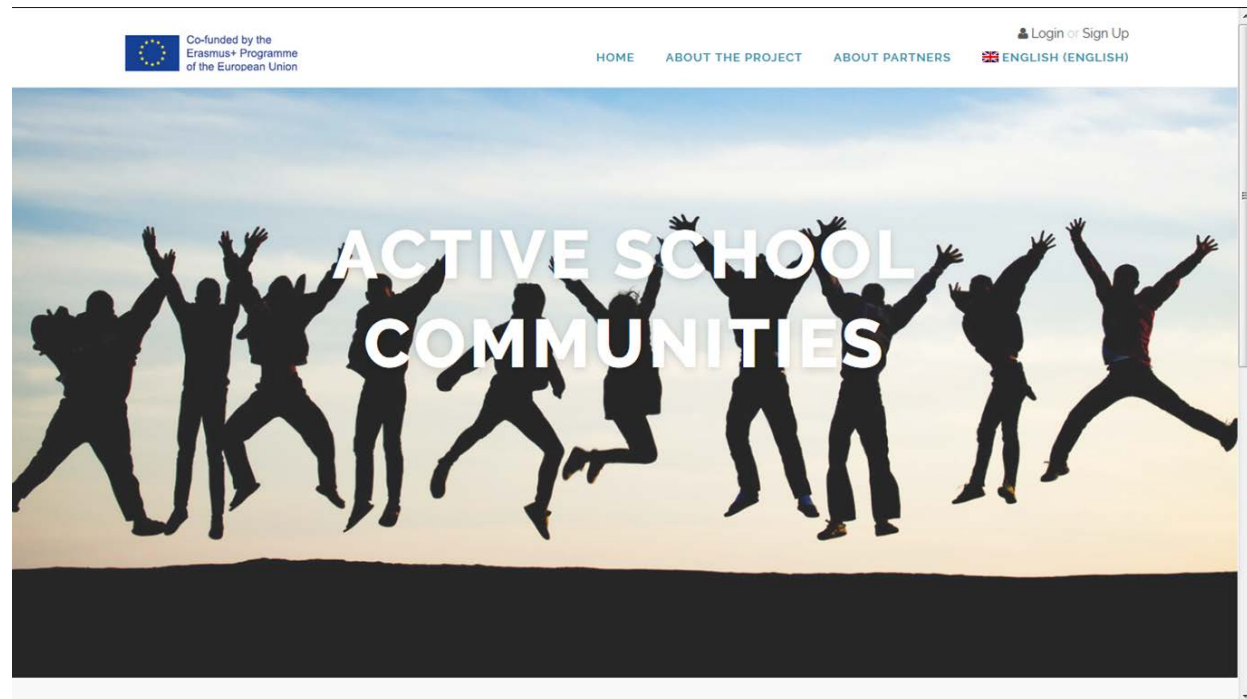 Co-funded by the
Erasmus+ Programme
of the European Union
Login or Sign Up
HOME ABOUT THE PROJECT ABOUT PARTNERS ENGLISH (ENGLISH)
ACTIVE SCHOOL
COMMUNITIES